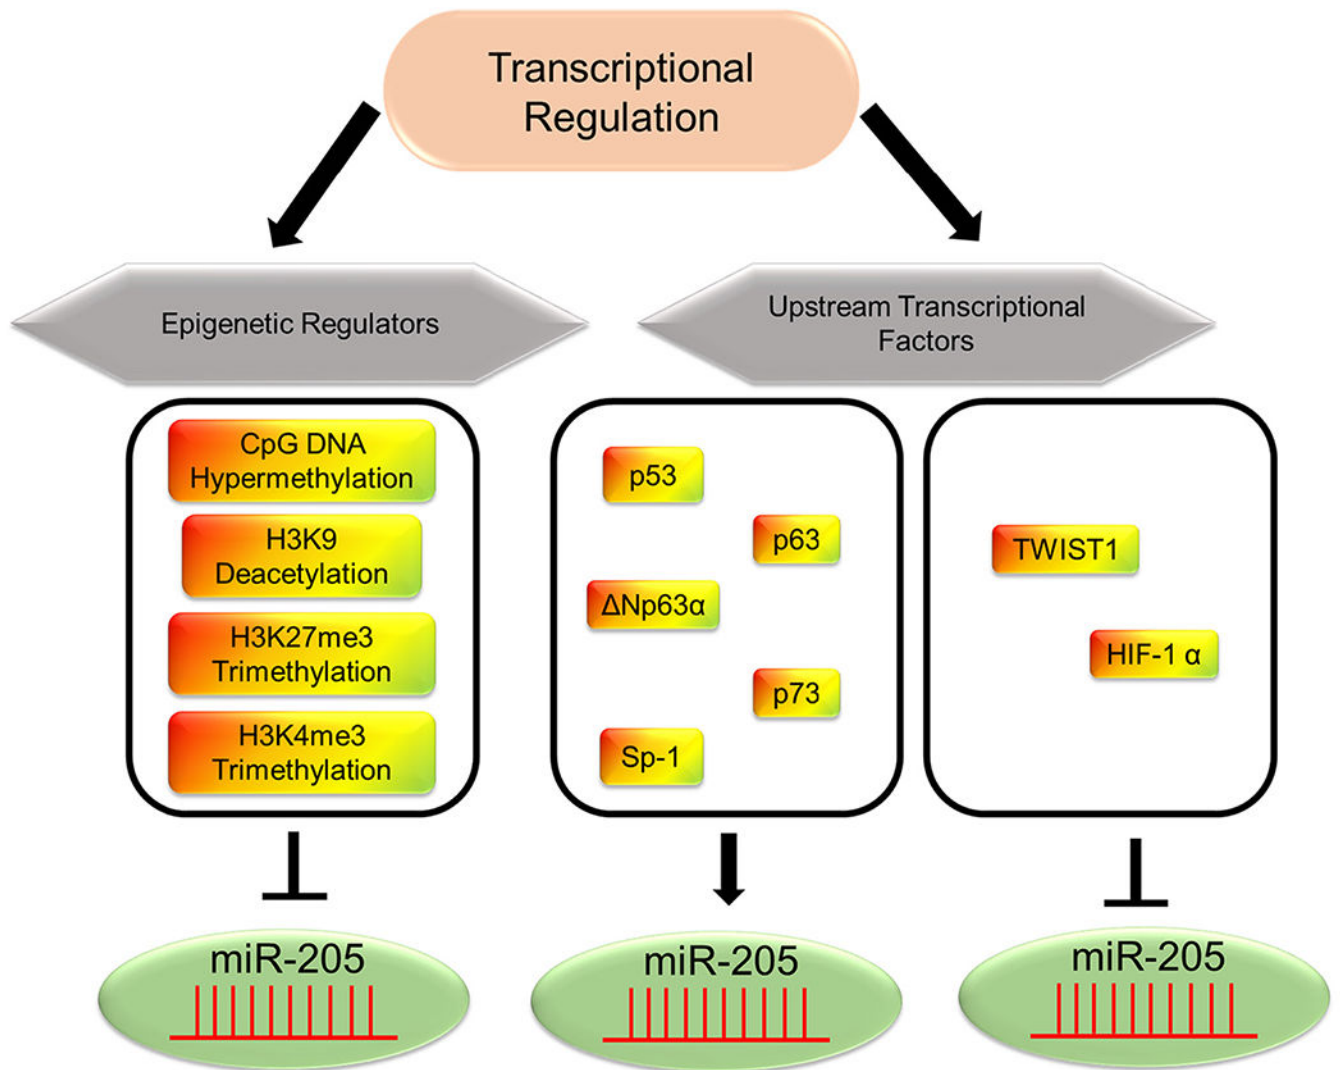 Transcriptional
Regulation
Epigenetic Regulators
Upstream Transcriptional
Factors
CpG DNA
Hypermethylation
H3K9
Deacetylation
H3K27me3
Trimethylation
H3K4me3
Trimethylation
p53
p63
ΔNp63α
p73
Sp-1
TWIST1
HIF-1 α
miR-205
miR-205
miR-205